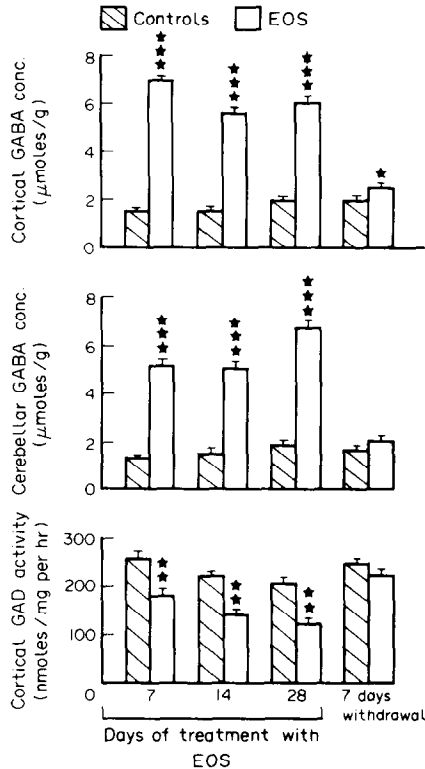 Controls EOS
Cortical GABA conc.
(μmoles/g)
8
6
4
2
0
★★★ ★★★ ★★★ ★
Cerebellar GABA conc.
(μmoles/g)
8
6
4
2
0
★★★ ★★★ ★★★
Cortical GAD activity
(nmoles/mg per hr)
300
200
100
★★ ★★ ★★
0 7 14 28 7 days
withdrawal
Days of treatment with
EOS